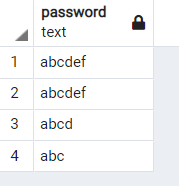 password
text
1 abcdef
2 abcdef
3 abcd
4 abc